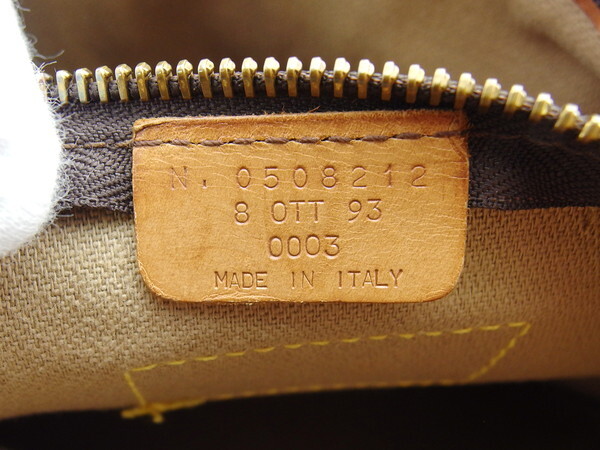 N. 0508212
8 OTT 93
0003
MADE IN ITALY